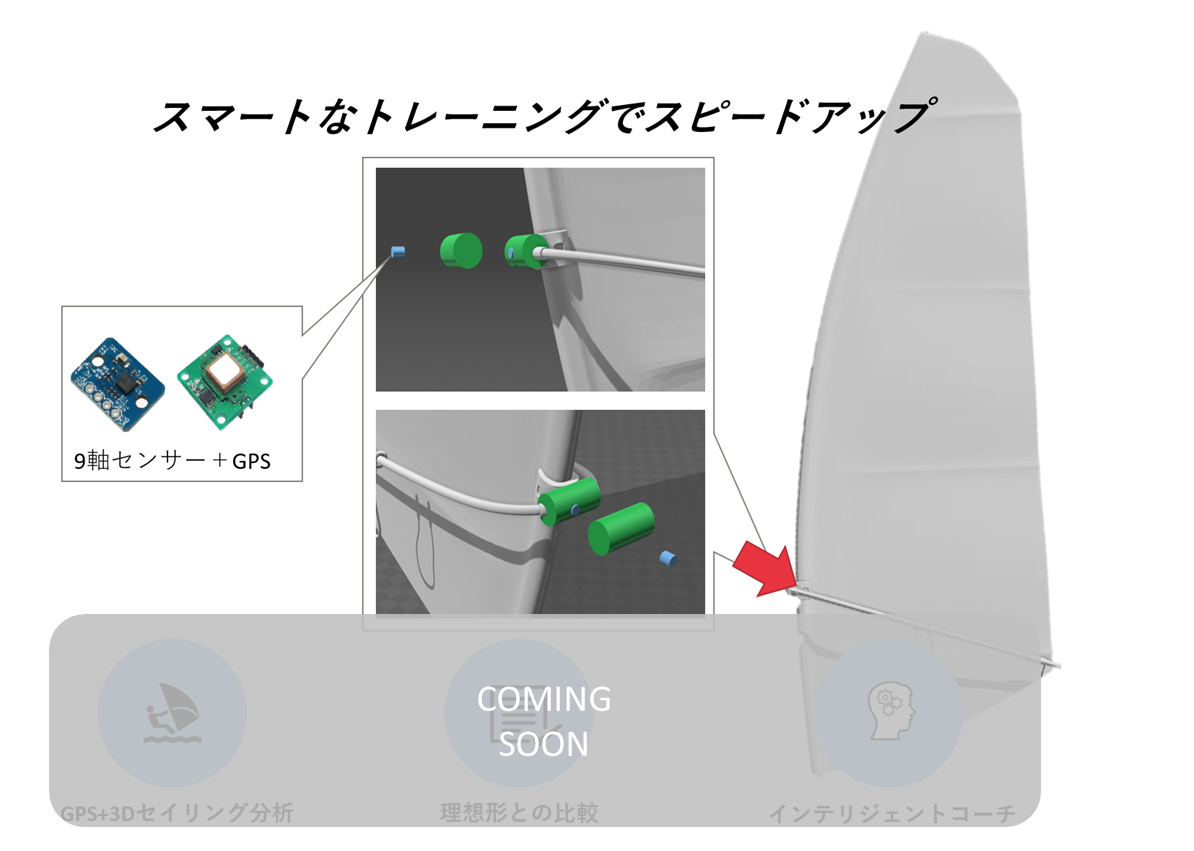 スマートなトレーニングでスピードアップ
9軸センサー＋GPS
COMING
SOON
GPS+3Dセイリング分析
理想形との比較
インテリジェントコーチ